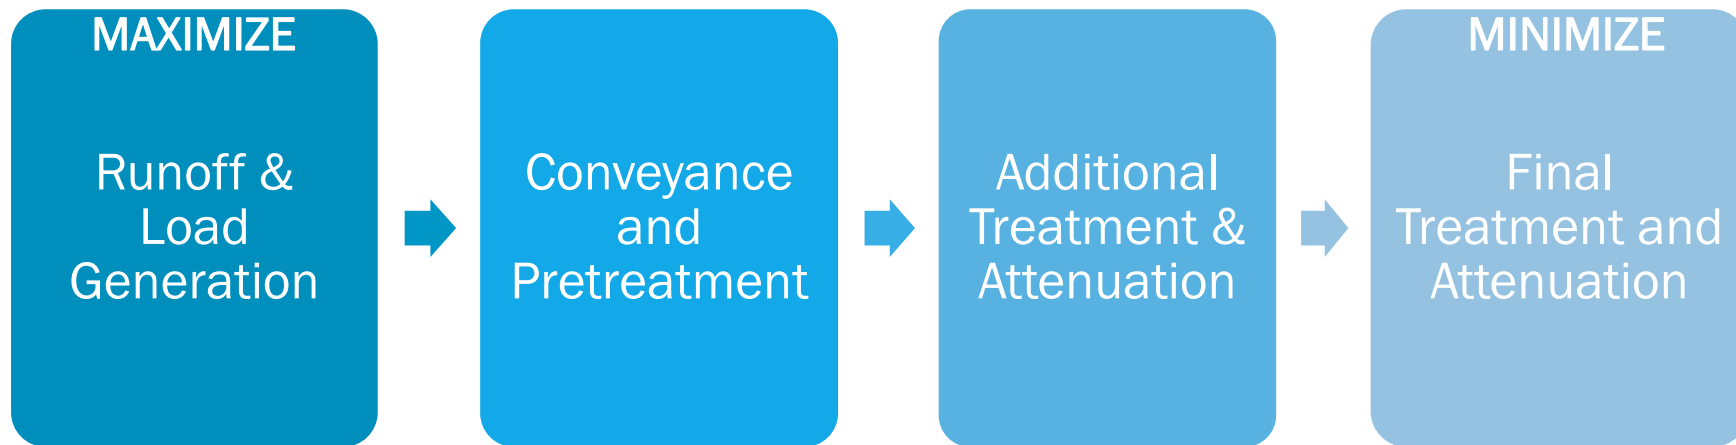 MAXIMIZE
Runoff &
Load
Generation
Conveyance
and
Pretreatment
Additional
Treatment &
Attenuation
MINIMIZE
Final
Treatment and
Attenuation